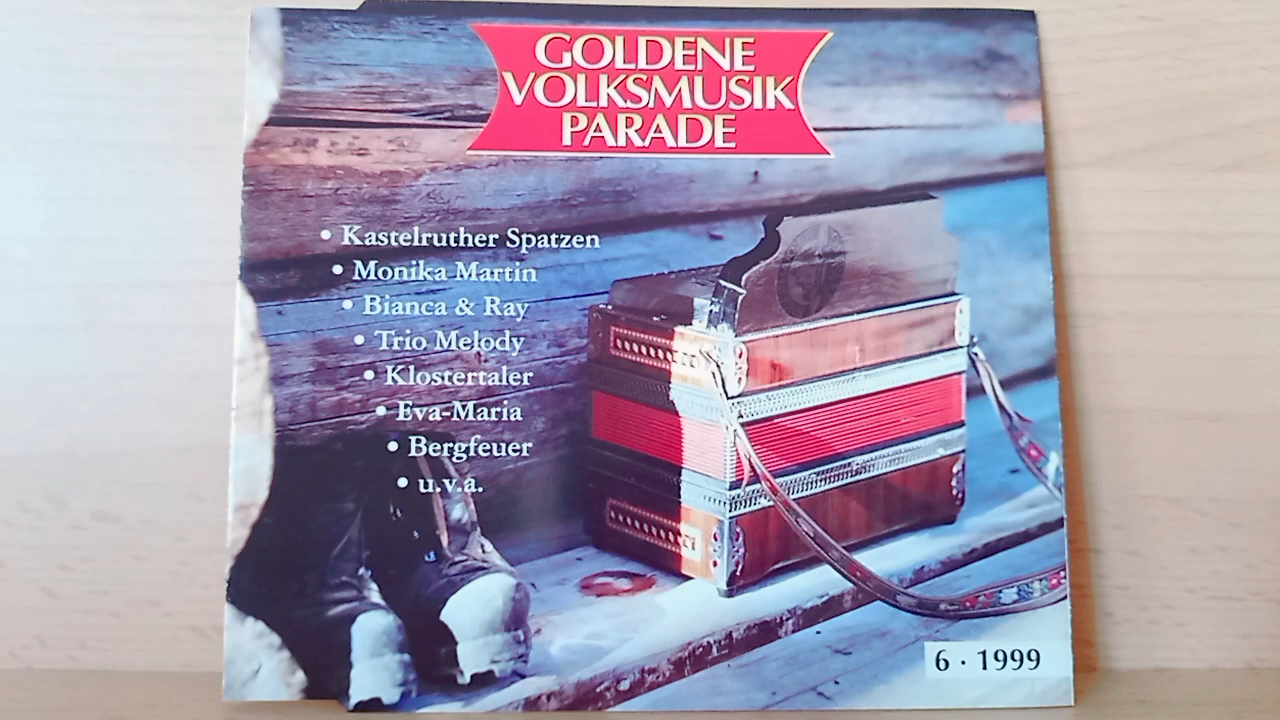 GOLDENE
VOLKSMUSIK
PARADE
• Kastelruther Spatzen
• Monika Martin
• Bianca & Ray
• Trio Melody
• Klostertaler
• Eva-Maria
• Bergfeuer
• u.v.a.
6 · 1999